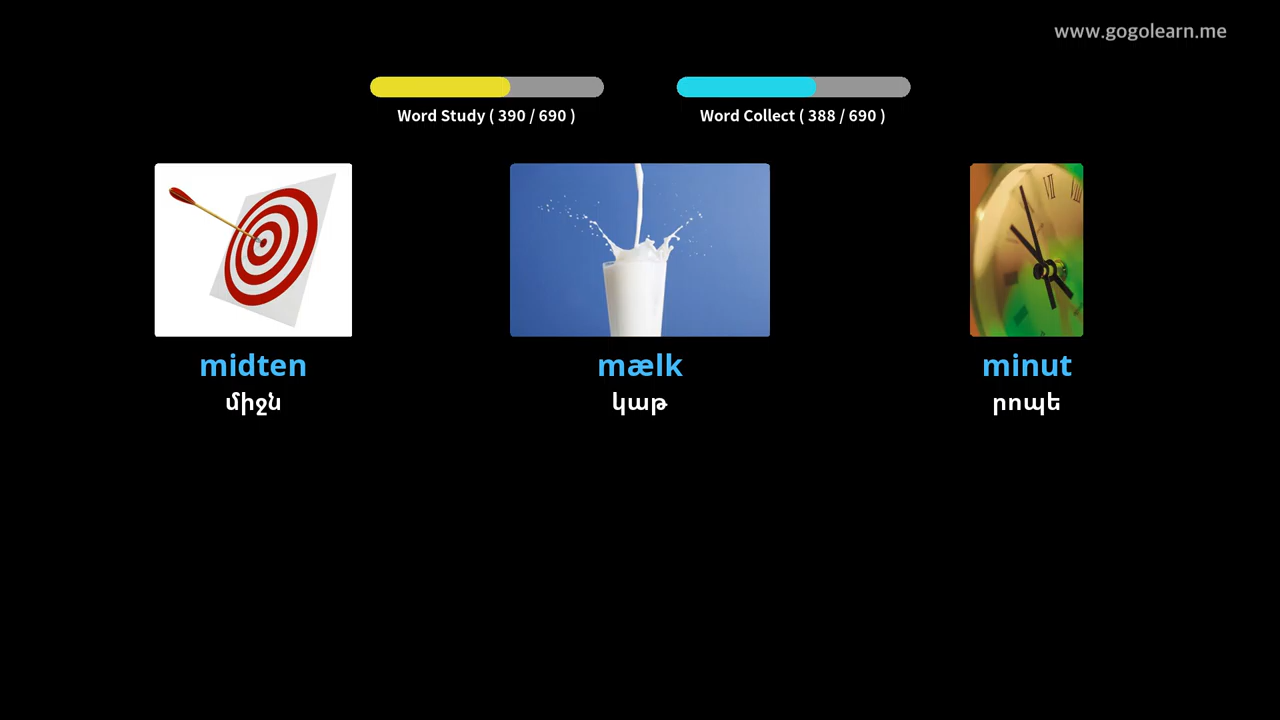 www.gogolearn.me
Word Study ( 390 / 690 )
Word Collect ( 388 / 690 )
midten
mælk
minut
միջն
կաթ
րոպե